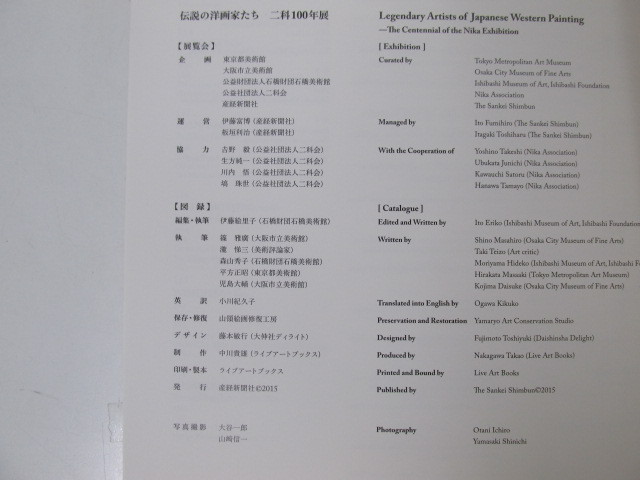 伝説の洋画家たち 二科100年展
【展覧会】
企 画 東京都美術館
大阪市立美術館
公益財団法人石橋財団石橋美術館
公益社団法人二科会
産経新聞社
運 営 伊藤富博（産経新聞社）
板垣利治（産経新聞社）
協 力 吉野 毅（公益社団法人二科会）
生方純一（公益社団法人二科会）
川内 悟（公益社団法人二科会）
塙 珠世（公益社団法人二科会）
【図 録】
編集・執筆 伊藤絵里子（石橋財団石橋美術館）
執 筆 篠 雅廣（大阪市立美術館）
瀧 悌三（美術評論家）
森山秀子（石橋財団石橋美術館）
平方正昭（東京都美術館）
児島大輔（大阪市立美術館）
英 訳 小川紀久子
保存・修復 山領絵画修復工房
デザイン 藤本敏行（大伸社ディライト）
制 作 中川貴雄（ライブアートブックス）
印刷・製本 ライブアートブックス
発 行 産経新聞社©2015
写真撮影 大谷一郎
山崎信一
Legendary Artists of Japanese Western Painting
—The Centennial of the Nika Exhibition
[ Exhibition ]
Curated by Tokyo Metropolitan Art Museum
Osaka City Museum of Fine Arts
Ishibashi Museum of Art, Ishibashi Foundation
Nika Association
The Sankei Shimbun
Managed by Ito Fumihiro (The Sankei Shimbun)
Itagaki Toshiharu (The Sankei Shimbun)
With the Cooperation of Yoshino Takeshi (Nika Association)
Ubukata Junichi (Nika Association)
Kawauchi Satoru (Nika Association)
Hanawa Tamayo (Nika Association)
[ Catalogue ]
Edited and Written by Ito Eriko (Ishibashi Museum of Art, Ishibashi Foundation
Written by Shino Masahiro (Osaka City Museum of Fine Arts)
Taki Teizo (Art critic)
Moriyama Hideko (Ishibashi Museum of Art, Ishibashi
Hirakata Masaaki (Tokyo Metropolitan Art Museum)
Kojima Daisuke (Osaka City Museum of Fine Arts)
Translated into English by Ogawa Kikuko
Preservation and Restoration Yamaryo Art Conservation Studio
Designed by Fujimoto Toshiyuki (Daishinsha Delight)
Produced by Nakagawa Takao (Live Art Books)
Printed and Bound by Live Art Books
Published by The Sankei Shimbun©2015
Photography Otani Ichiro
Yamasaki Shinichi